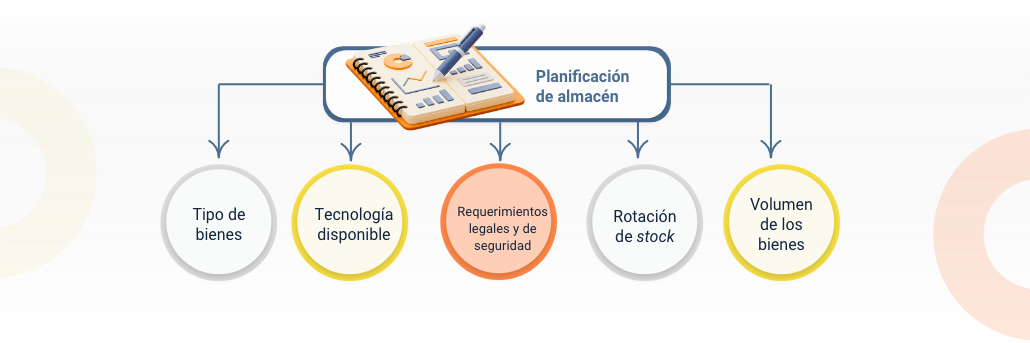 Planificación
de almacén
Tipo de
bienes
Tecnología
disponible
Requerimientos
legales y de
seguridad
Rotación
de stock
Volumen
de los
bienes